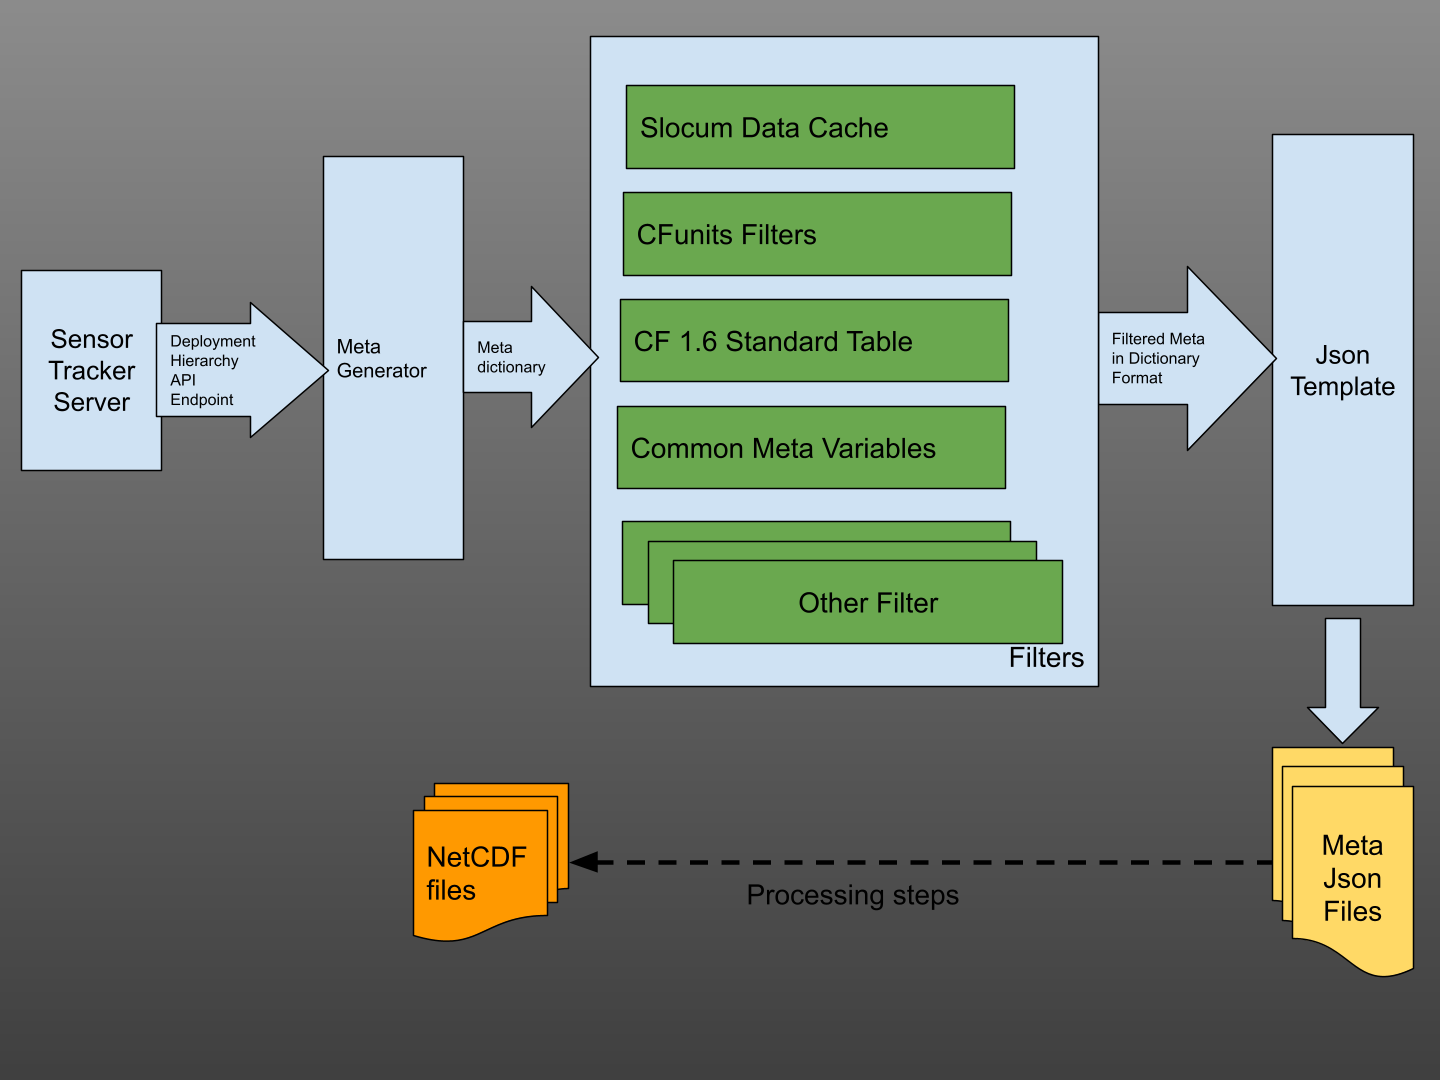 Sensor
Tracker
Server
Deployment
Hierarchy
API
Endpoint
Meta
Generator
Meta
dictionary
Slocum Data Cache
CFunits Filters
CF 1.6 Standard Table
Common Meta Variables
Other Filter
Filters
Filtered Meta
in Dictionary
Format
Json
Template
Meta
Json
Files
Processing steps
NetCDF
files